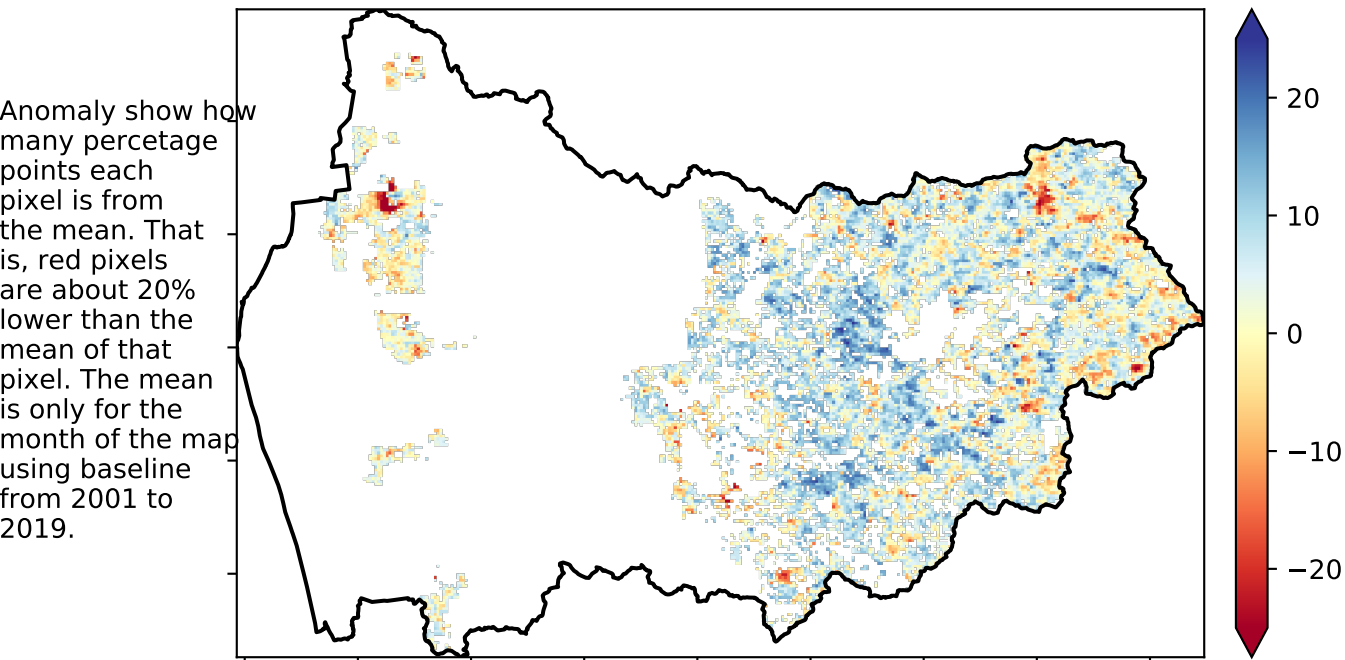 Anomaly show how
many percetage
points each
pixel is from
the mean. That
is, red pixels
are about 20%
lower than the
mean of that
pixel. The mean
is only for the
month of the map
using baseline
from 2001 to
2019.
20
10
0
−10
−20